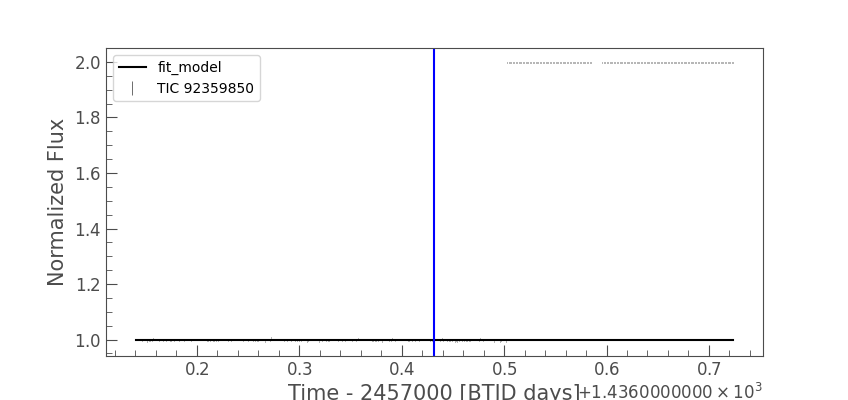 fit_model
TIC 92359850
Normalized Flux
2.0
1.8
1.6
1.4
1.2
1.0
0.2 0.3 0.4 0.5 0.6 0.7
Time - 2457000 [BTJD days]
+1.4360000000 × 10³